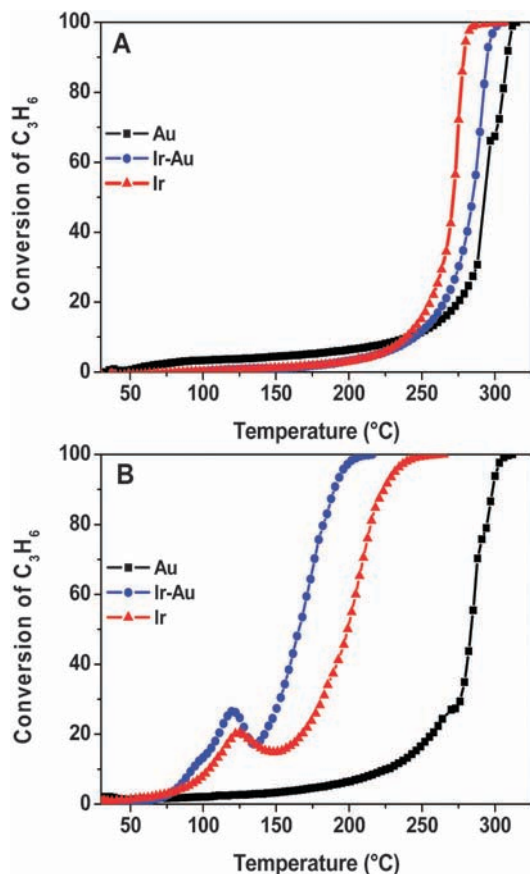 A
Au
Ir-Au
Ir
Conversion of C₃H₆
100
80
60
40
20
0
50 100 150 200 250 300
Temperature (°C)
B
Au
Ir-Au
Ir
Conversion of C₃H₆
100
80
60
40
20
0
50 100 150 200 250 300
Temperature (°C)